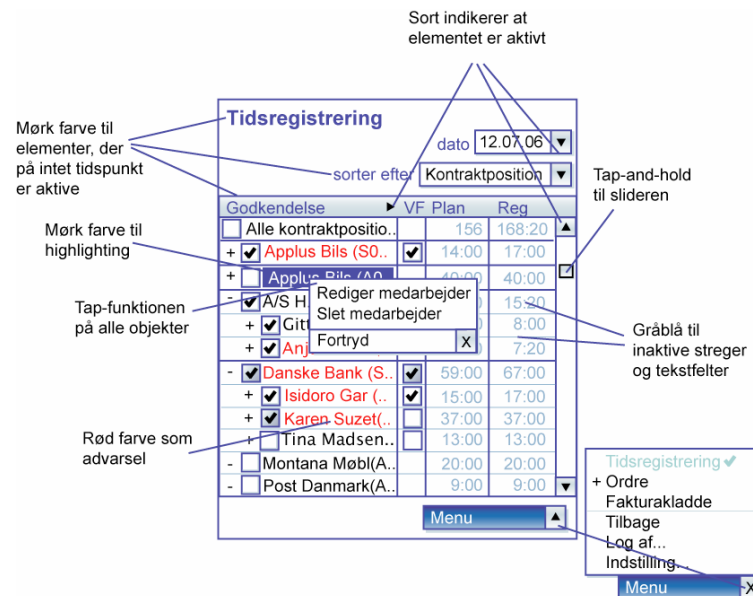 Sort indikerer at
elementet er aktivt
Mørk farve til
elementer, der
på intet tidspunkt
er aktive
Tidsregistrering
dato 12.07.06
sorter efter Kontraktposition
Tap-and-hold
til slideren
Godkendelse VF Plan Reg
Alle kontraktpositio.. 156 168:20
Mørk farve til
highlighting
+ Applus Bils (S0.. 14:00 17:00
+ Applus Bils (A0.. 40:00 40:00
Tap-funktionen
på alle objekter
Rediger medarbejder
Slet medarbejder
Fortryd X
- A/S H 15:20
+ Gitt 8:00
+ Anj 7:20
Gråblå til
inaktive streger
og tekstfelter
- Danske Bank (S.. 59:00 67:00
+ Isidoro Gar (.. 15:00 17:00
+ Karen Suzet(.. 37:00 37:00
+ Tina Madsen.. 13:00 13:00
- Montana Møbl(A.. 20:00 20:00
- Post Danmark(A.. 9:00 9:00
Rød farve som
advarsel
Menu
Tidsregistrering
+ Ordre
Fakturakladde
Tilbage
Log af...
Indstilling...
Menu X